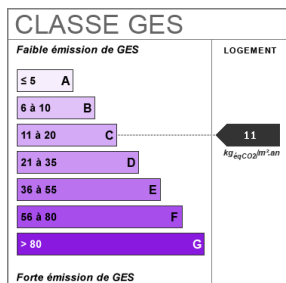 CLASSE GES
Faible émission de GES
LOGEMENT
≤ 5 A
6 à 10 B
11 à 20 C
11
kgéqCO2/m².an
21 à 35 D
36 à 55 E
56 à 80 F
> 80 G
Forte émission de GES